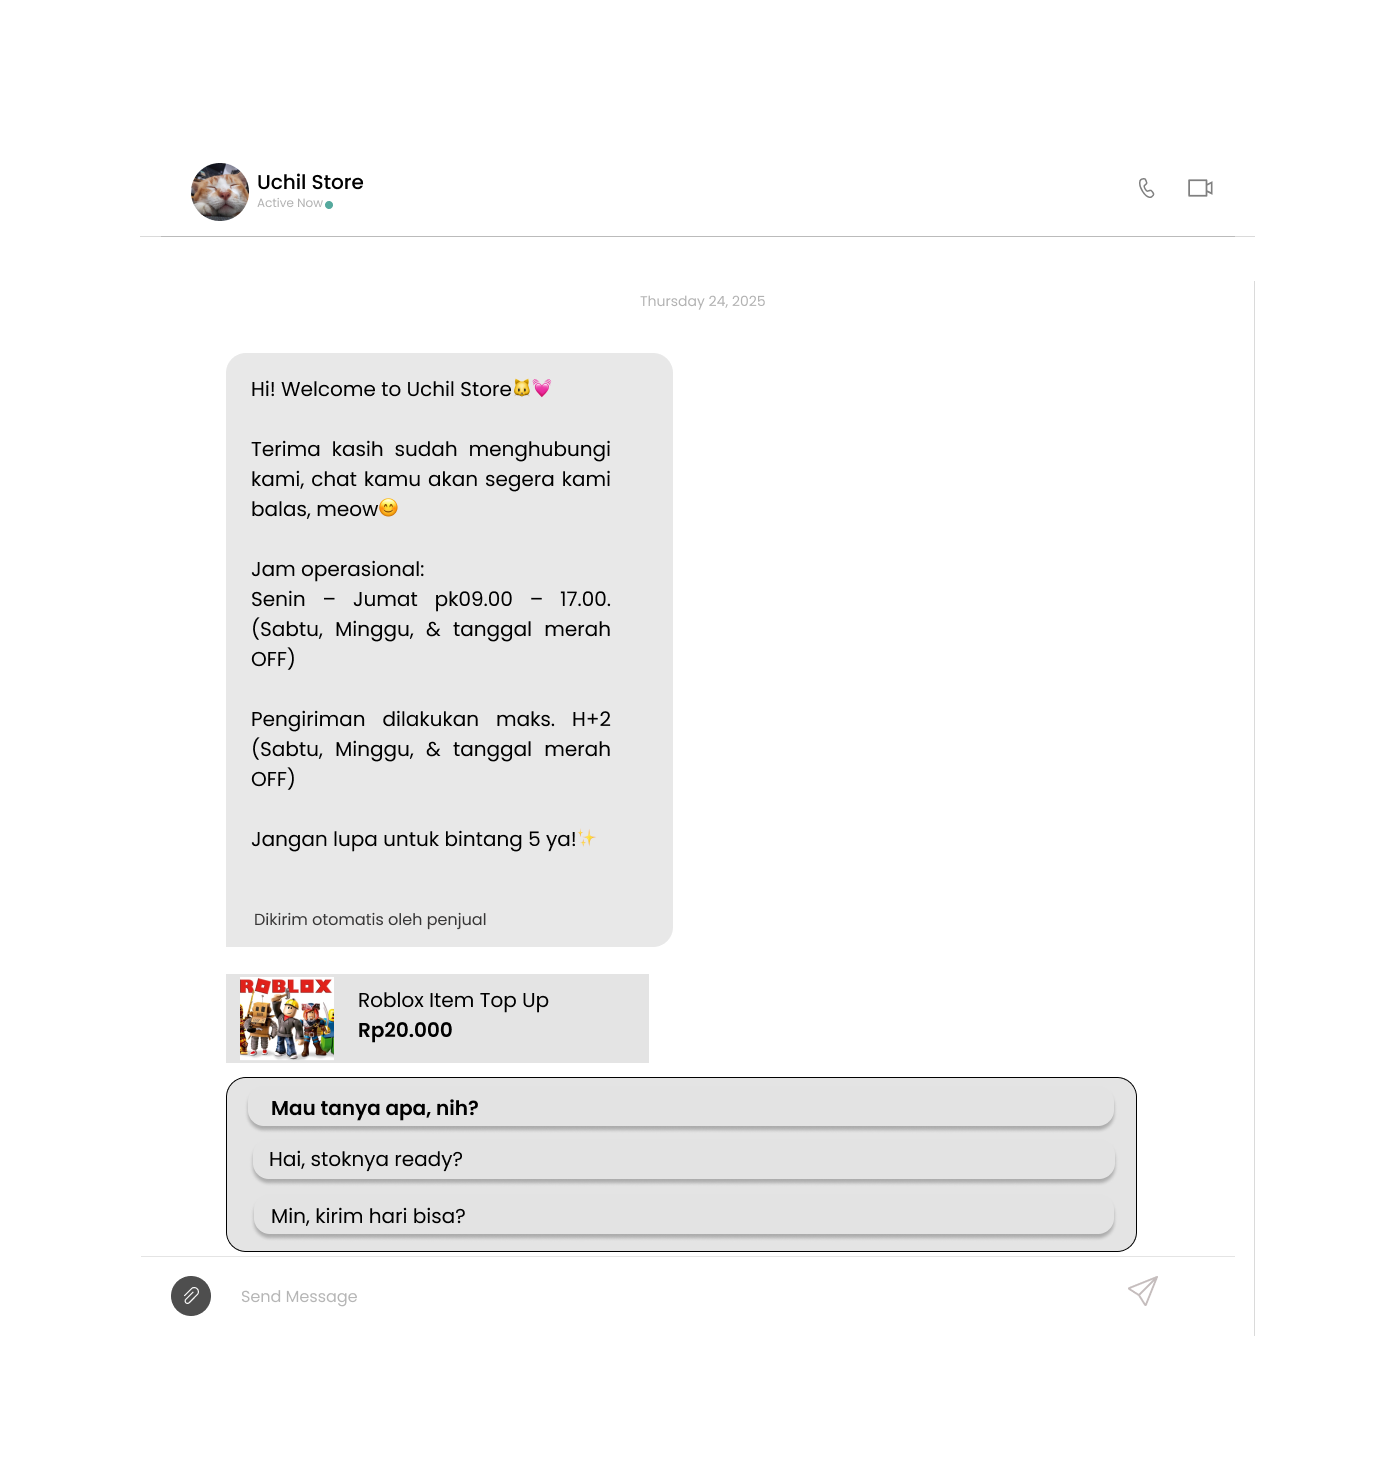 Uchil Store
Active Now
Thursday 24, 2025
Hi! Welcome to Uchil Store🐱💓
Terima kasih sudah menghubungi
kami, chat kamu akan segera kami
balas, meow😊
Jam operasional:
Senin – Jumat pk09.00 – 17.00.
(Sabtu, Minggu, & tanggal merah
OFF)
Pengiriman dilakukan maks. H+2
(Sabtu, Minggu, & tanggal merah
OFF)
Jangan lupa untuk bintang 5 ya!✨
Dikirim otomatis oleh penjual
ROBLOX
Roblox Item Top Up
Rp20.000
Mau tanya apa, nih?
Hai, stoknya ready?
Min, kirim hari bisa?
Send Message